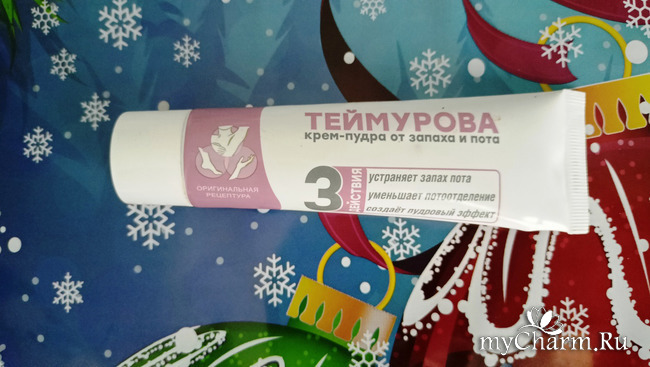 ТЕЙМУРОВА
крем-пудра от запаха и пота
ОРИГИНАЛЬНАЯ
РЕЦЕПТУРА
3
ДЕЙСТВИЯ
устраняет запах пота
уменьшает потоотделение
создаёт пудровый эффект
myCharm.Ru